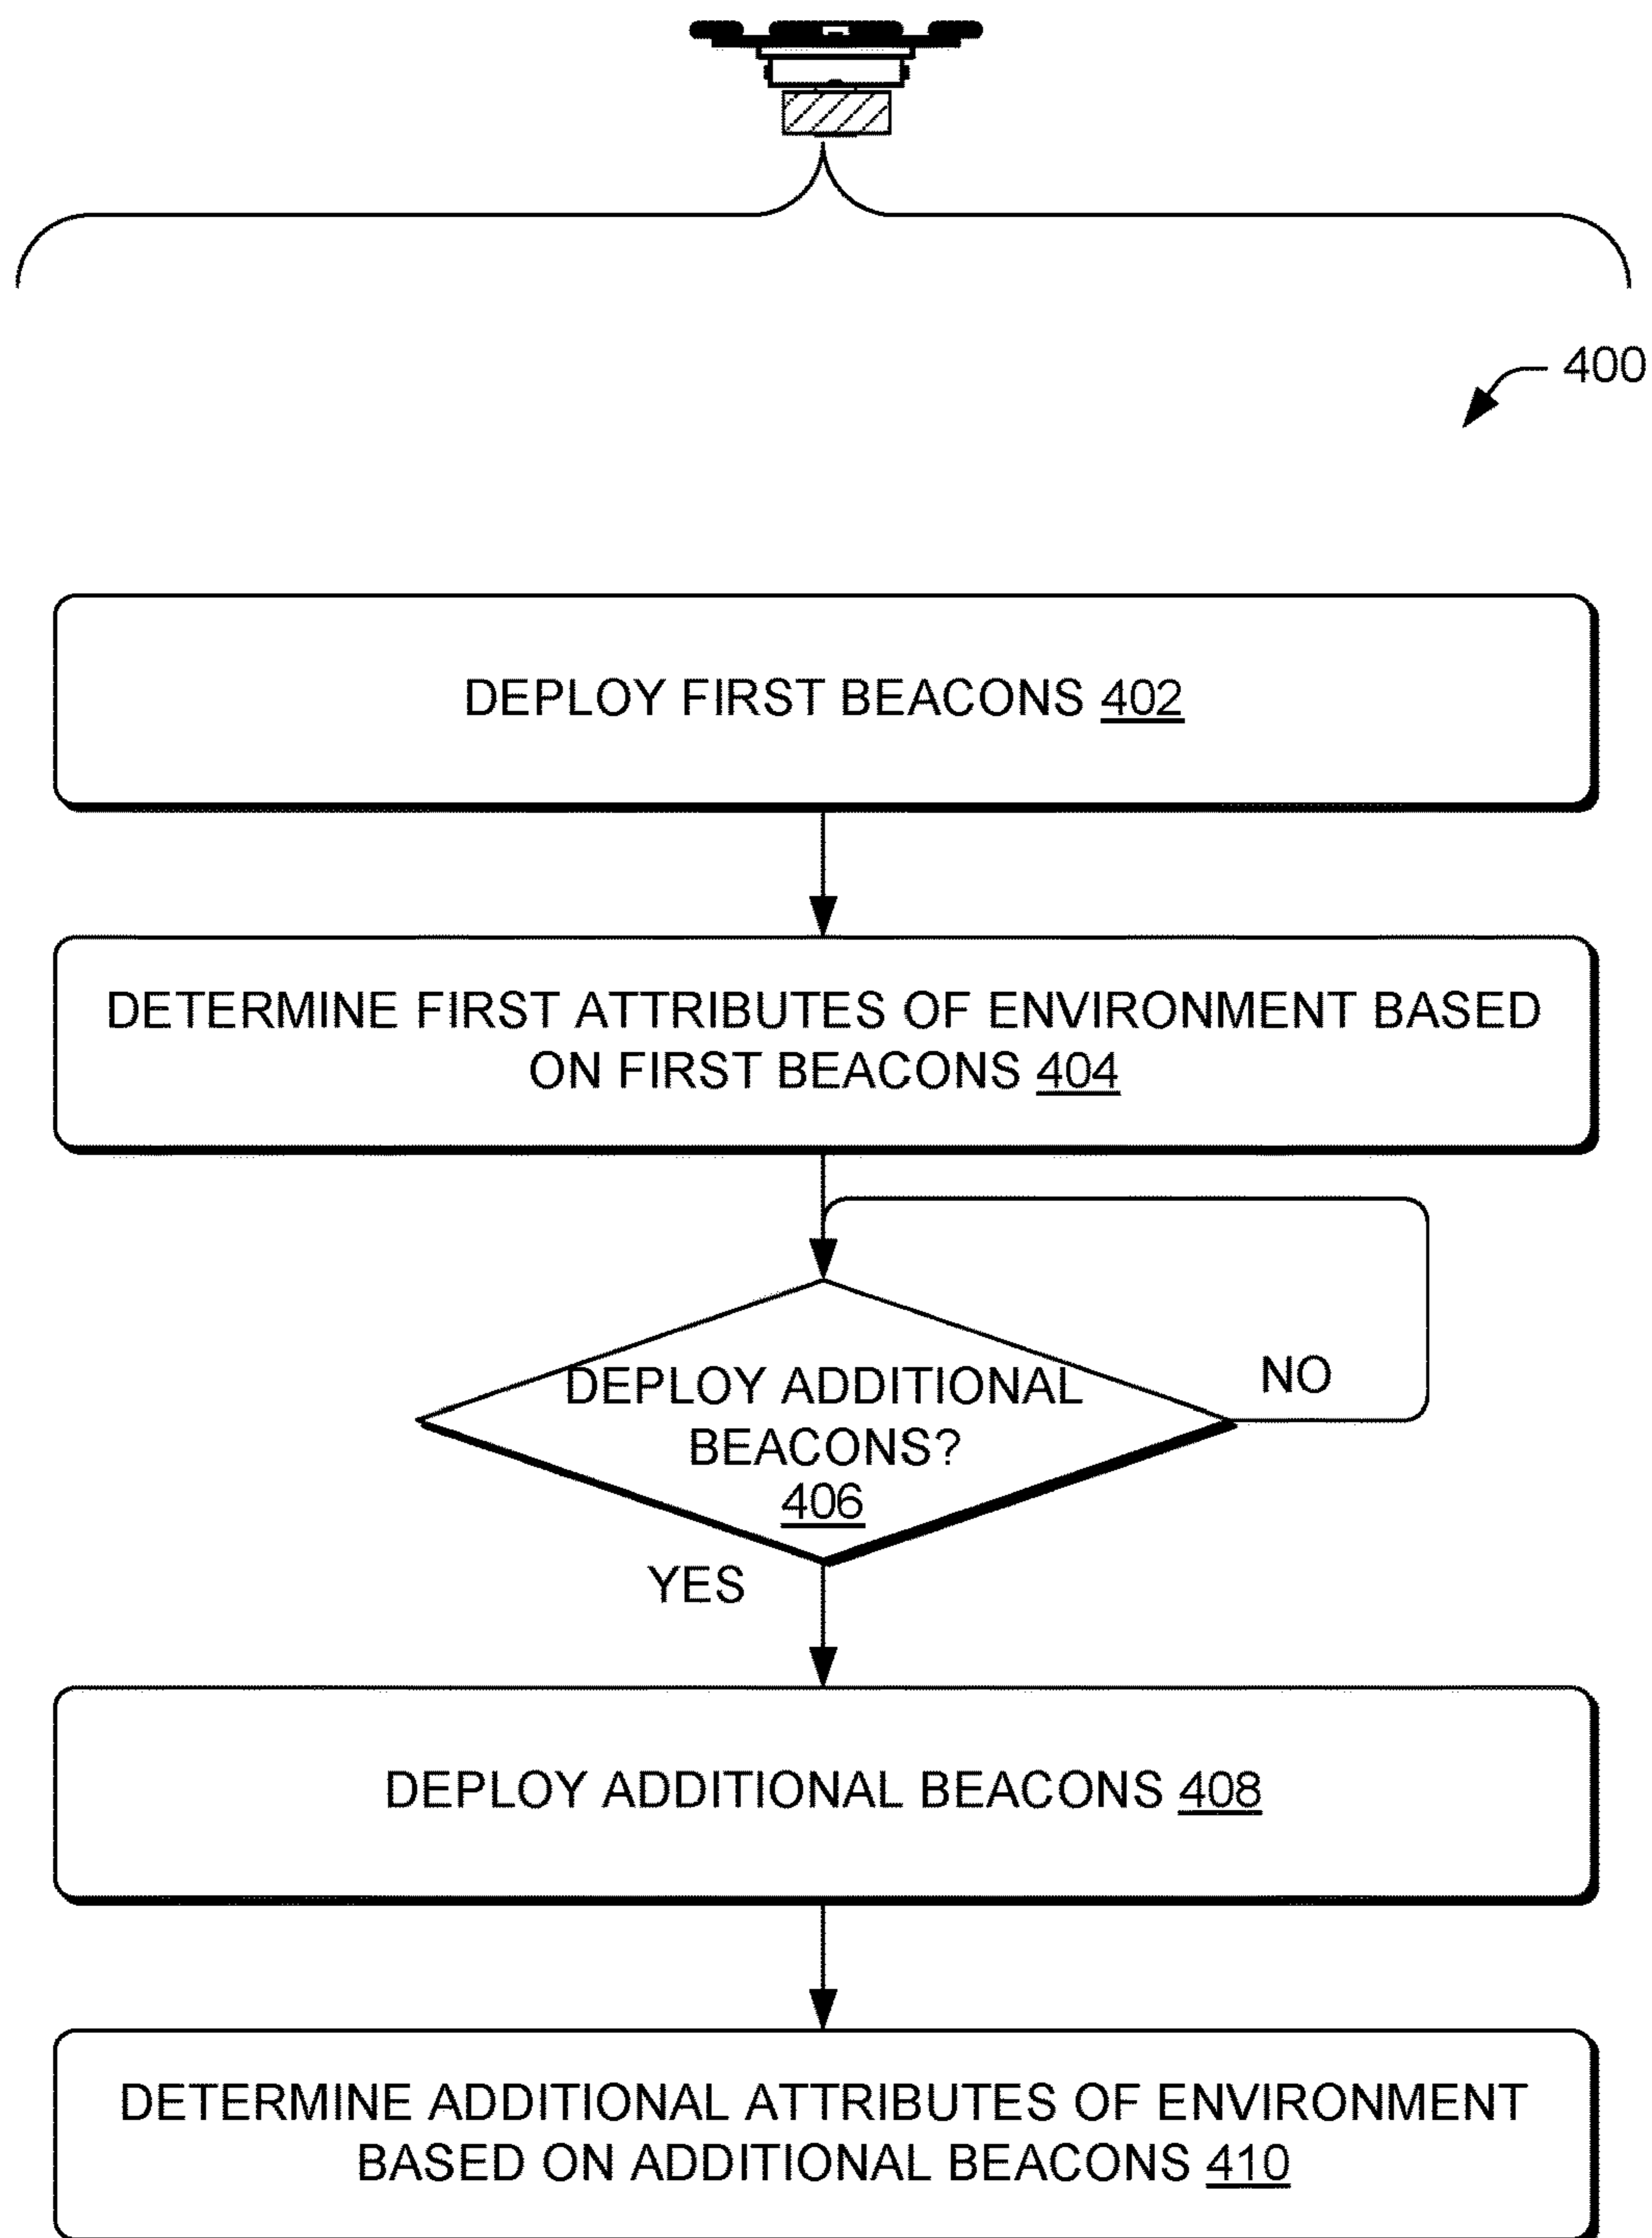 400
DEPLOY FIRST BEACONS 402
DETERMINE FIRST ATTRIBUTES OF ENVIRONMENT BASED
ON FIRST BEACONS 404
DEPLOY ADDITIONAL
BEACONS?
406
NO
YES
DEPLOY ADDITIONAL BEACONS 408
DETERMINE ADDITIONAL ATTRIBUTES OF ENVIRONMENT
BASED ON ADDITIONAL BEACONS 410